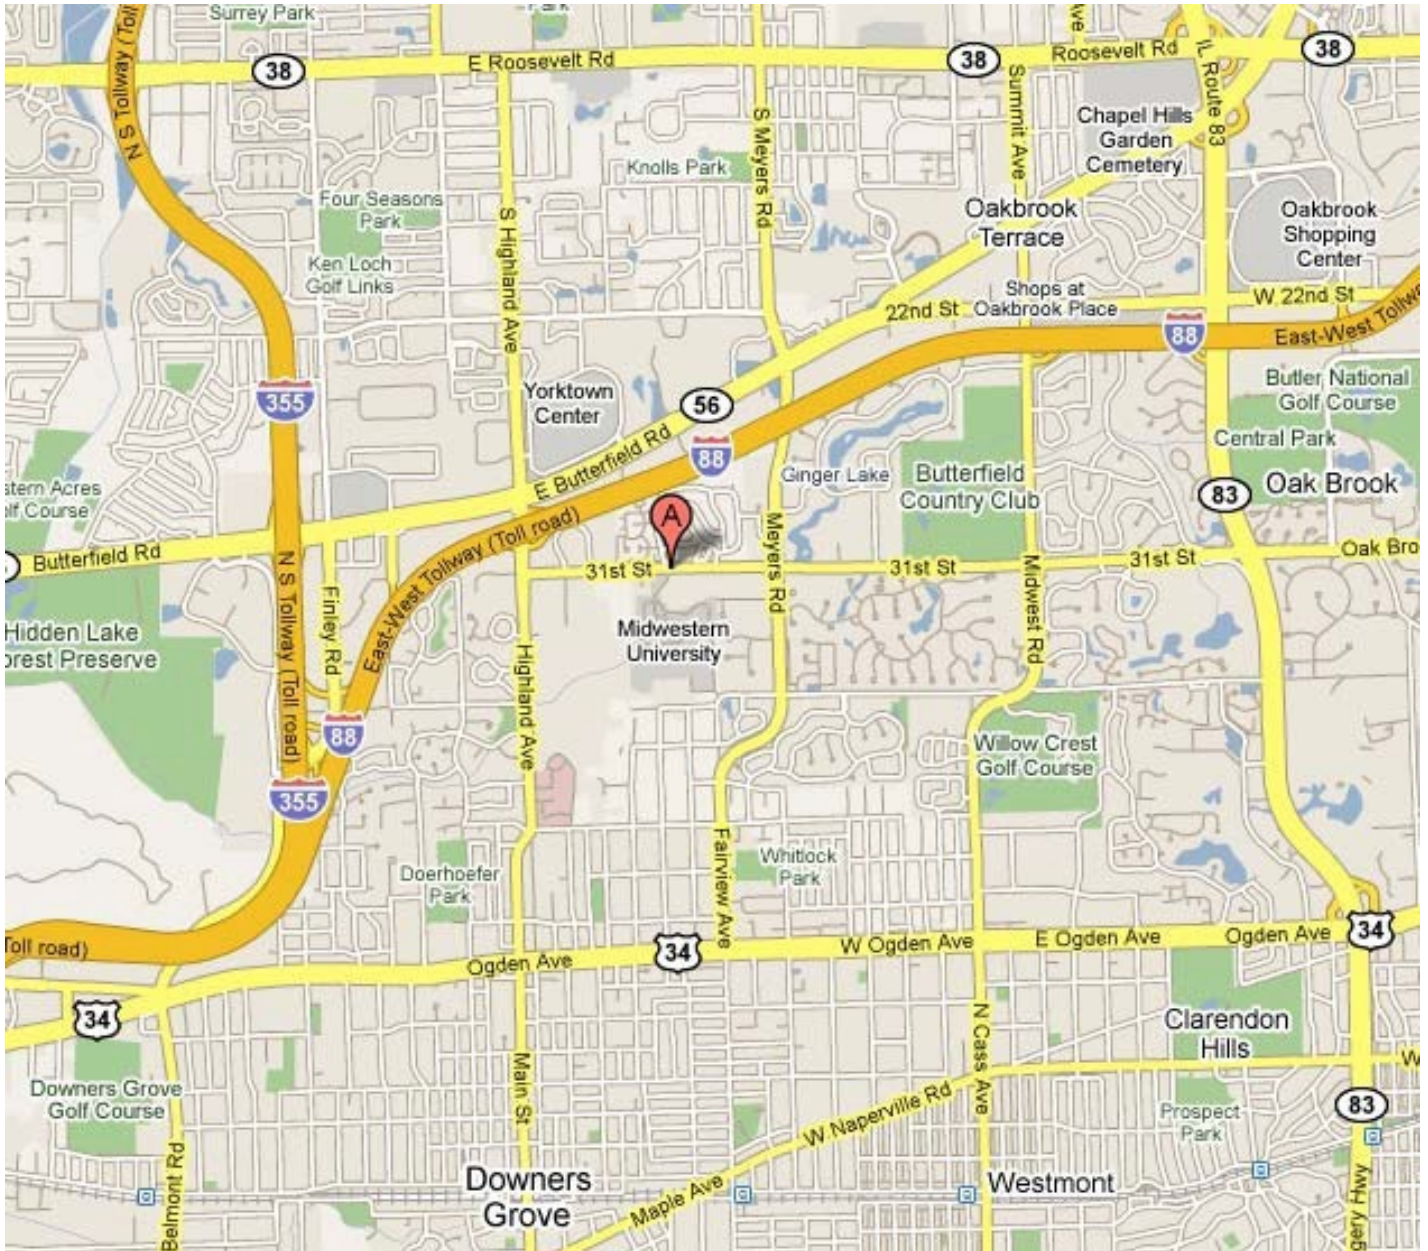 Surrey Park
Park
N S Tollway (Toll
38
E Roosevelt Rd
38
Roosevelt Rd
38
Ave
IL Route 83
Summit Ave
S Meyers Rd
Chapel Hills
Garden
Cemetery
Knolls Park
Four Seasons
Park
S Highland Ave
Oakbrook
Terrace
Oakbrook
Shopping
Center
Ken Loch
Golf Links
Shops at
Oakbrook Place
22nd St
W 22nd St
88
East-West Tollwa
355
Yorktown
Center
56
Butler National
Golf Course
Central Park
E Butterfield Rd
88
Ginger Lake
Butterfield
Country Club
83
Oak Brook
stern Acres
olf Course
A
Butterfield Rd
N S Tollway (Toll road)
Finley Rd
East-West Tollway (Toll road)
31st St
Meyers Rd
31st St
Midwest Rd
31st St
Oak Bro
Hidden Lake
orest Preserve
Midwestern
University
Highland Ave
88
355
Willow Crest
Golf Course
Doerhoefer
Park
Fairview Ave
Whitlock
Park
Toll road)
Ogden Ave
34
W Ogden Ave
E Ogden Ave
Ogden Ave
34
34
Clarendon
Hills
N Cass Ave
Main St
W
Downers Grove
Golf Course
W Naperville Rd
Prospect
Park
83
Belmont Rd
Downers
Grove
Maple Ave
Westmont
gery Hwy